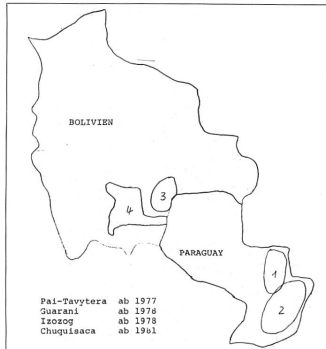 BOLIVIEN
3
4
PARAGUAY
1
2
Pai-Tavytera ab 1977
Guarani ab 1978
Izozog ab 1978
Chuquisaca ab 1981